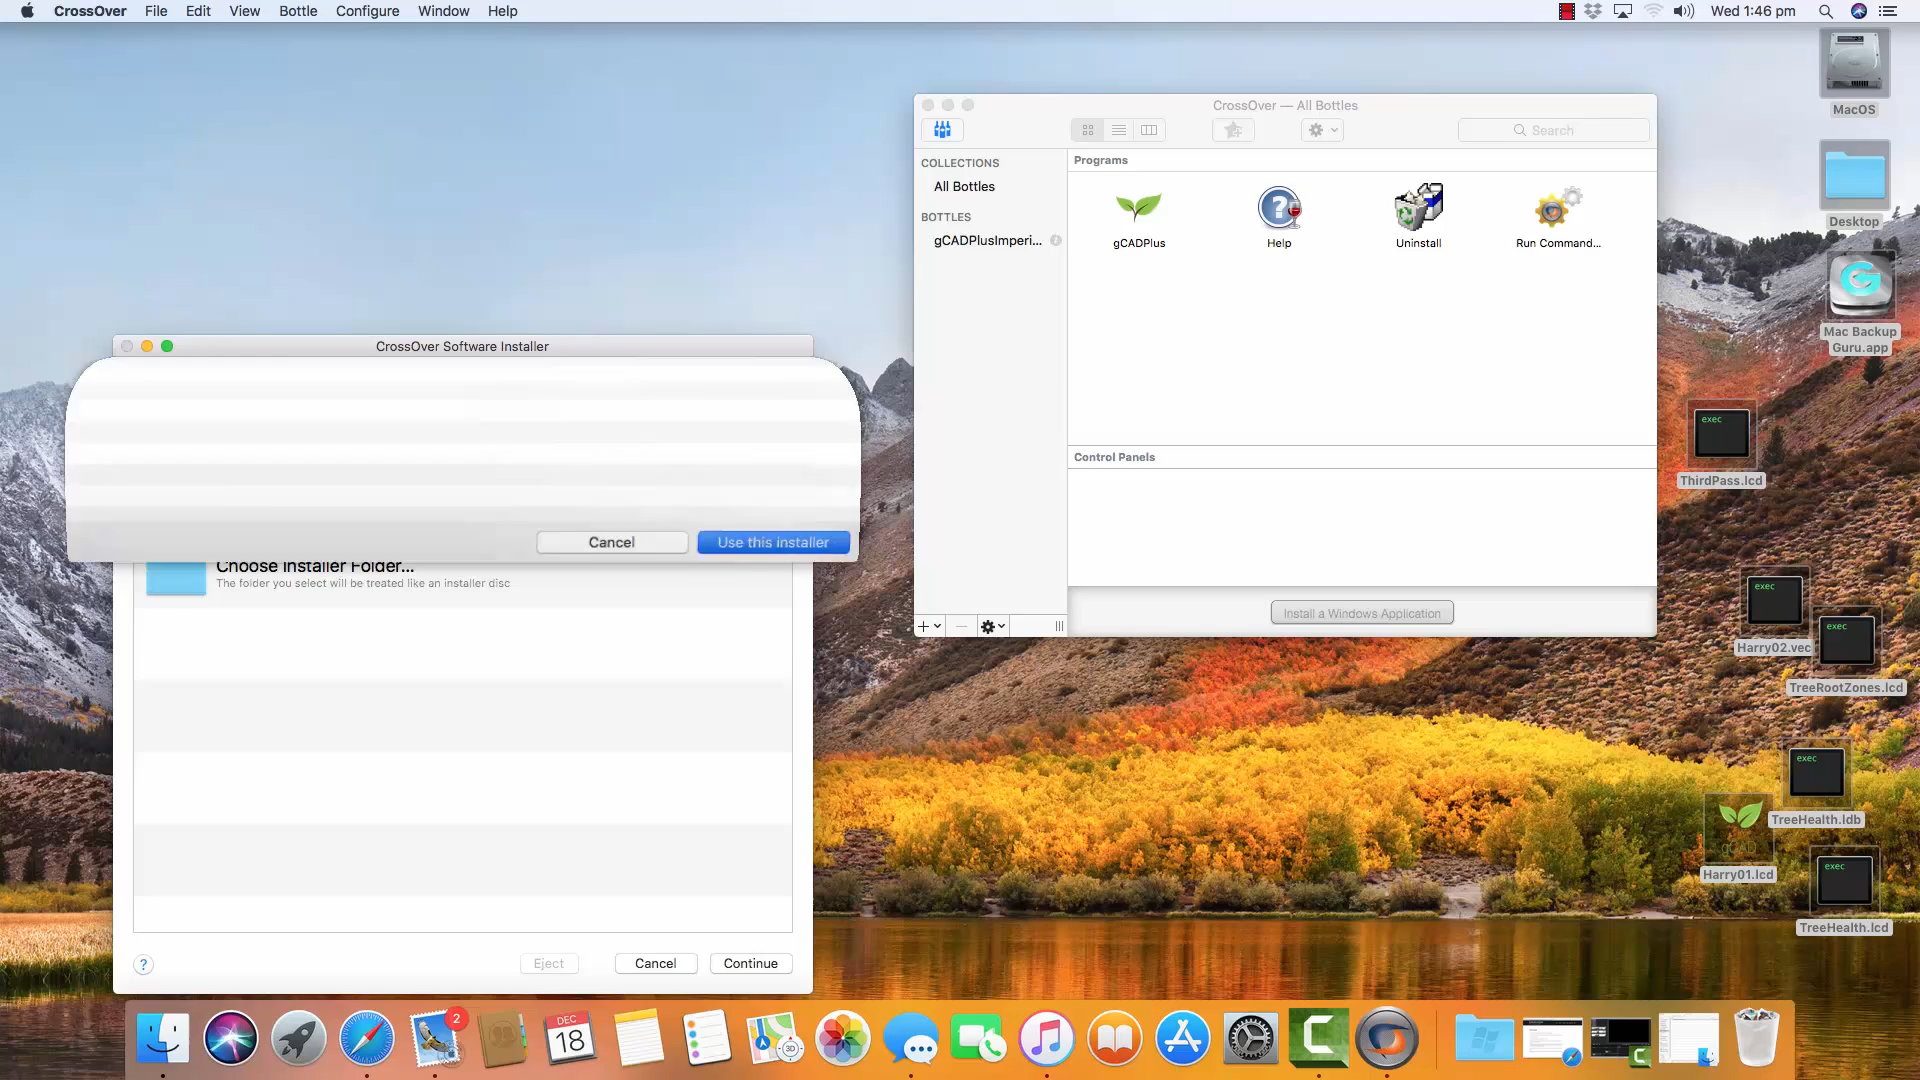 CrossOver File Edit View Bottle Configure Window Help
Wed 1:46 pm
MacOS
Desktop
Mac Backup
Guru.app
exec
ThirdPass.lcd
exec
Harry02.vec
exec
TreeRootZones.lcd
exec
TreeHealth.idb
gCAD
Harry01.lcd
exec
TreeHealth.lcd
CrossOver — All Bottles
Search
COLLECTIONS
All Bottles
BOTTLES
gCADPlusImperi...
Programs
gCADPlus
Help
Uninstall
Run Command...
Control Panels
Install a Windows Application
CrossOver Software Installer
Cancel
Use this installer
Choose Installer Folder...
The folder you select will be treated like an installer disc
?
Eject
Cancel
Continue
2
DEC
18
3D